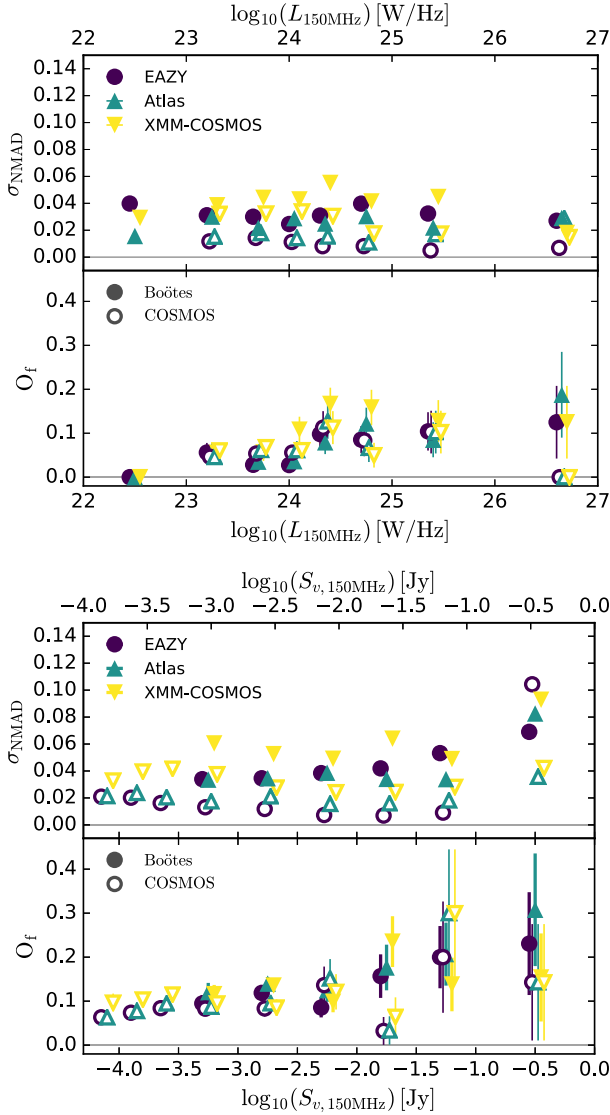 log₁₀(L₁₅₀MHz) [W/Hz]
22 23 24 25 26 27
0.14
0.12
0.10
0.08
0.06
0.04
0.02
0.00
σNMAD
EAZY
Atlas
XMM-COSMOS
0.4
0.3
0.2
0.1
0.0
O_f
Boötes
COSMOS
22 23 24 25 26 27
log₁₀(L₁₅₀MHz) [W/Hz]
log₁₀(Sν,₁₅₀MHz) [Jy]
−4.0 −3.5 −3.0 −2.5 −2.0 −1.5 −1.0 −0.5 0.0
0.14
0.12
0.10
0.08
0.06
0.04
0.02
0.00
σNMAD
EAZY
Atlas
XMM-COSMOS
0.4
0.3
0.2
0.1
0.0
O_f
Boötes
COSMOS
−4.0 −3.5 −3.0 −2.5 −2.0 −1.5 −1.0 −0.5 0.0
log₁₀(Sν,₁₅₀MHz) [Jy]